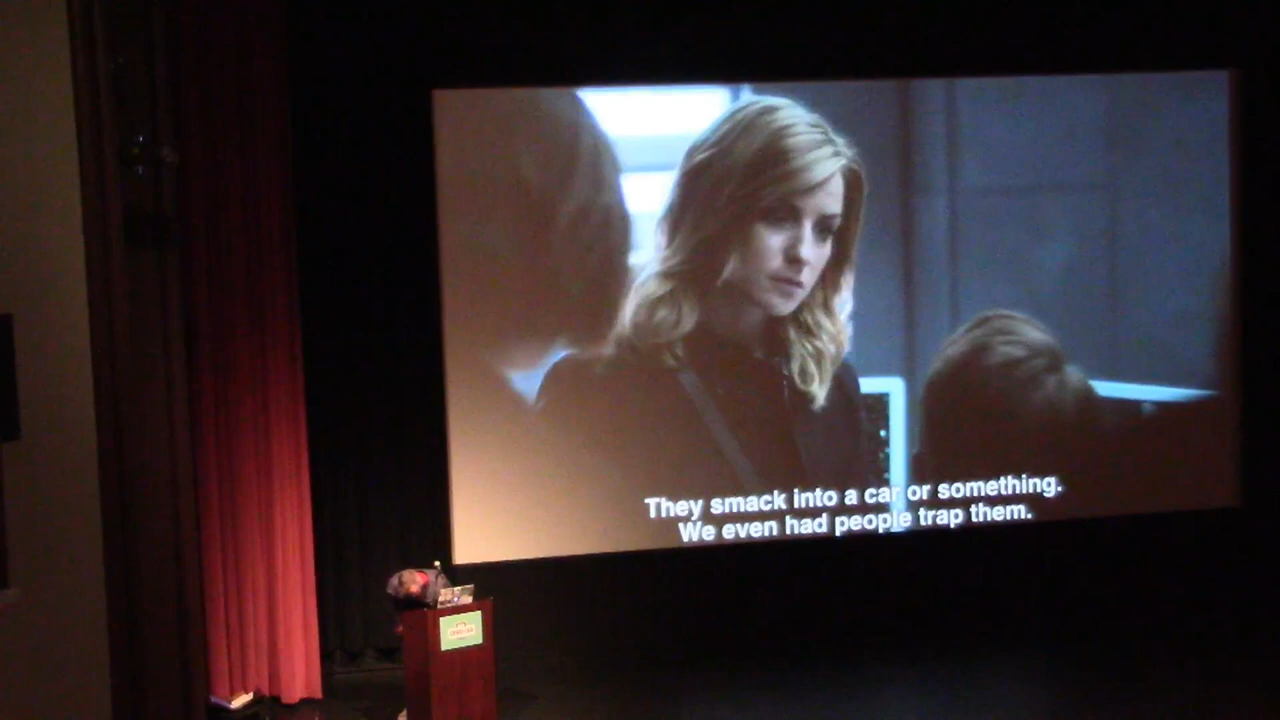 They smack into a car or something.
We even had people trap them.